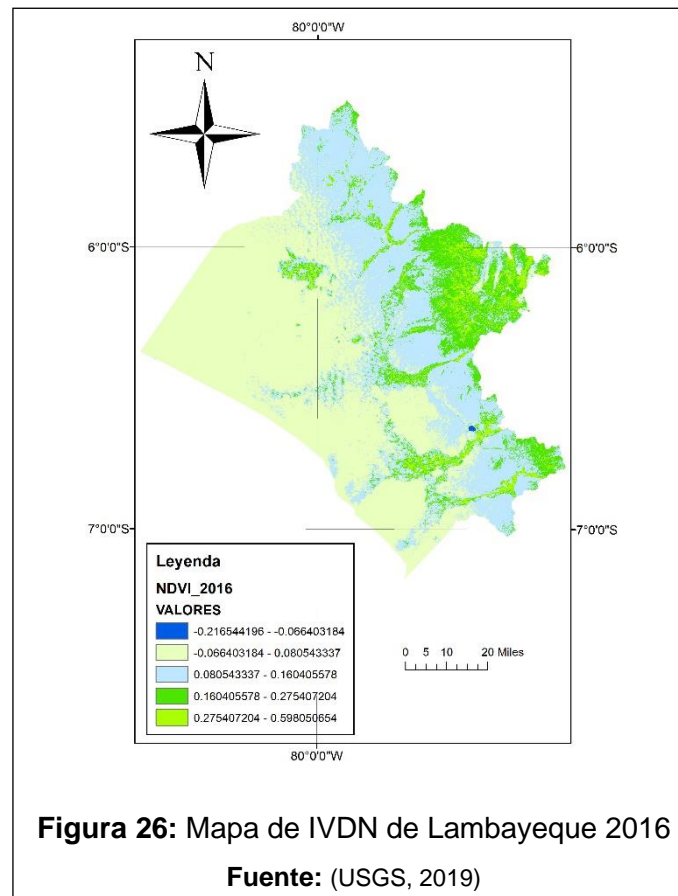 80°0'0"W
N
6°0'0"S
6°0'0"S
7°0'0"S
7°0'0"S
Leyenda
NDVI_2016
VALORES
-0.216544196 - -0.066403184
-0.066403184 - 0.080543337
0.080543337 - 0.160405578
0.160405578 - 0.275407204
0.275407204 - 0.598050654
0 5 10 20 Miles
80°0'0"W
Figura 26: Mapa de IVDN de Lambayeque 2016
Fuente: (USGS, 2019)